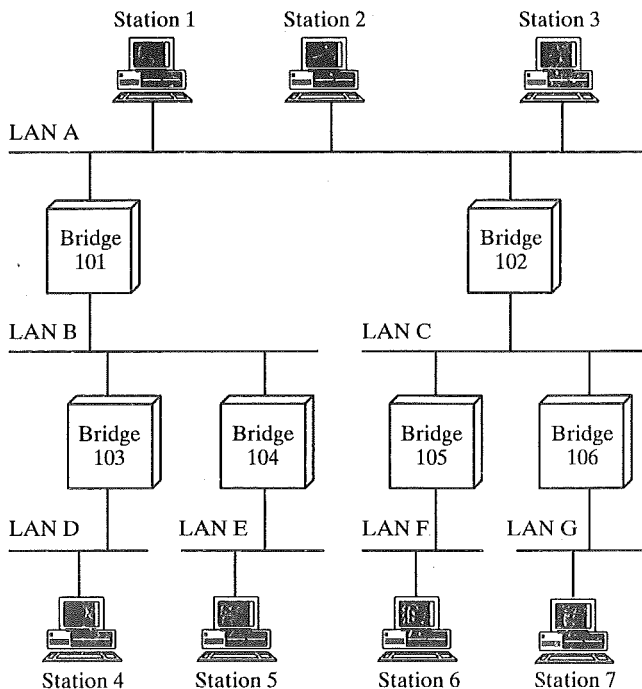 Station 1 Station 2 Station 3
LAN A
Bridge 101 Bridge 102
LAN B LAN C
Bridge 103 Bridge 104 Bridge 105 Bridge 106
LAN D LAN E LAN F LAN G
Station 4 Station 5 Station 6 Station 7